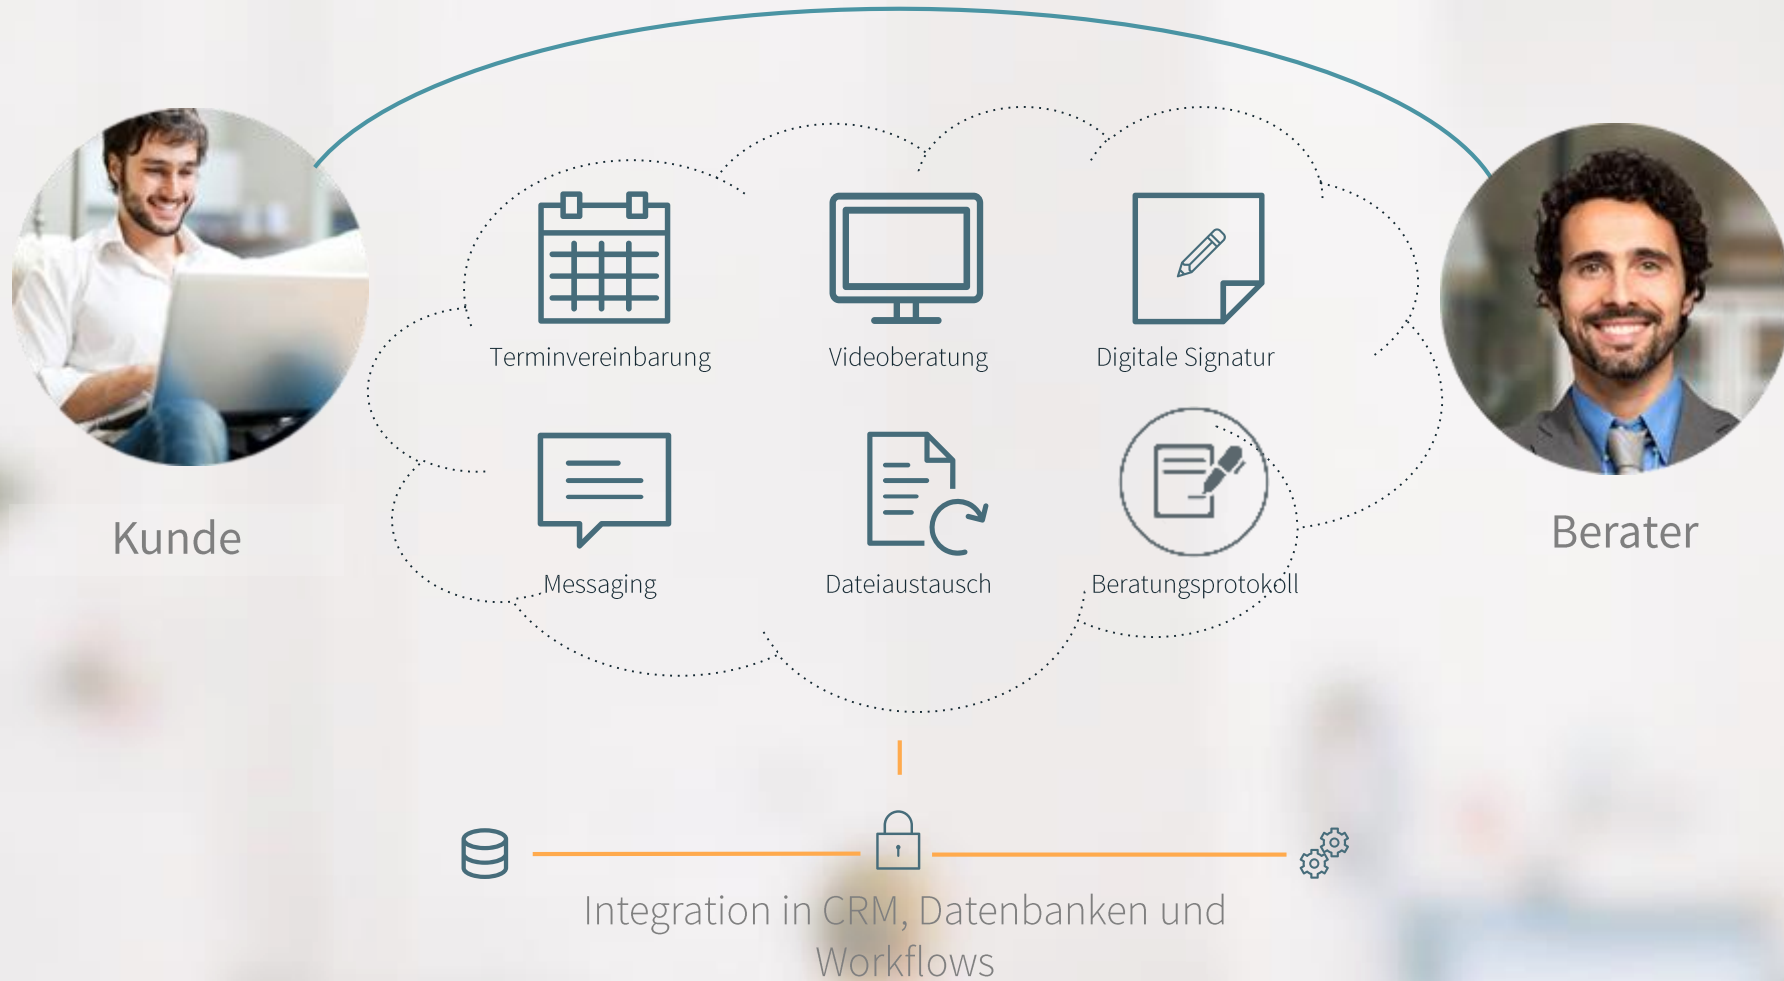 Terminvereinbarung
Videoberatung
Digitale Signatur
Messaging
Dateiaustausch
Beratungsprotokoll
Kunde
Berater
Integration in CRM, Datenbanken und
Workflows